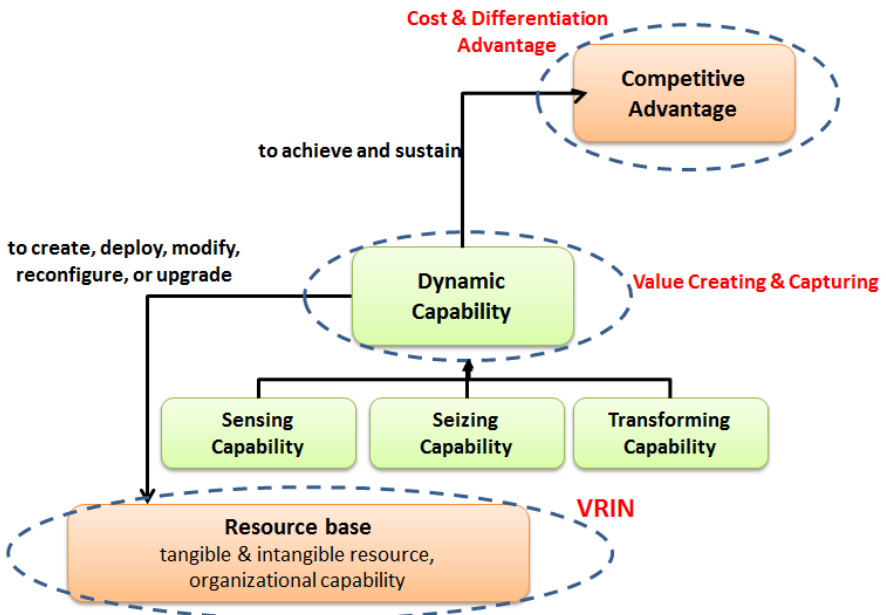 Cost & Differentiation
Advantage
Competitive
Advantage
to achieve and sustain
to create, deploy, modify,
reconfigure, or upgrade
Dynamic
Capability
Value Creating & Capturing
Sensing
Capability
Seizing
Capability
Transforming
Capability
VRIN
Resource base
tangible & intangible resource,
organizational capability